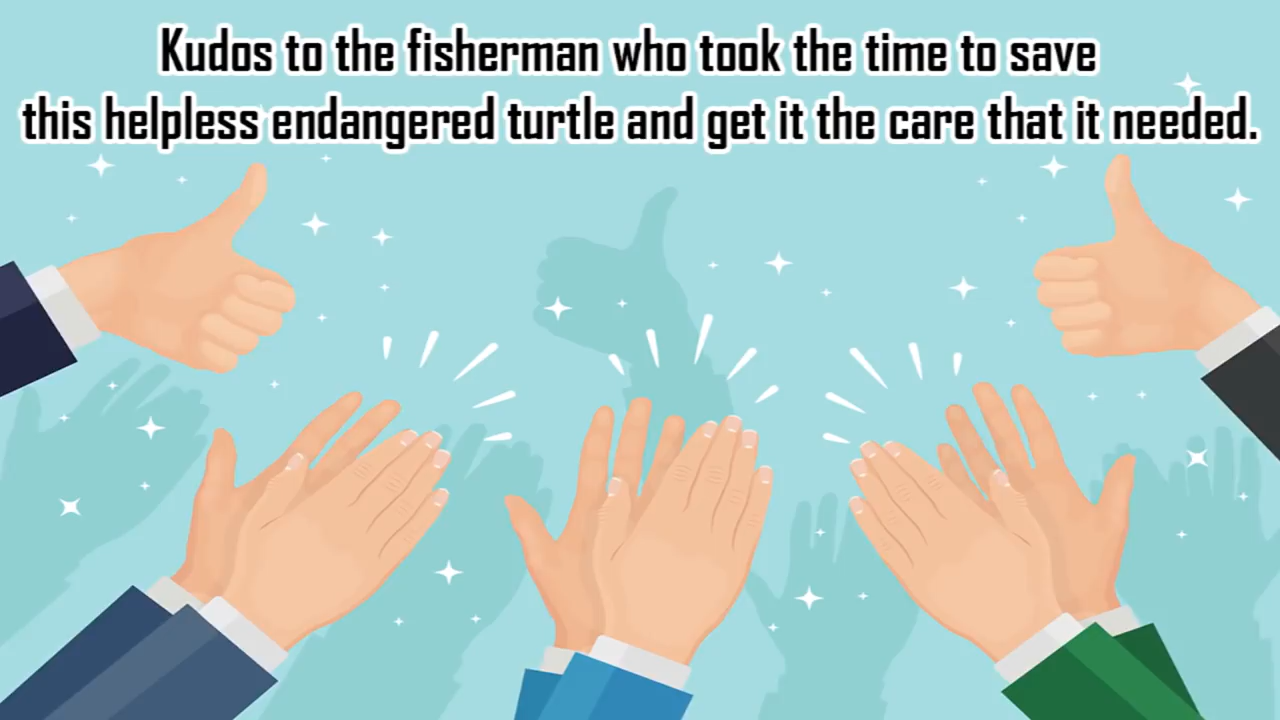 Kudos to the fisherman who took the time to save
this helpless endangered turtle and get it the care that it needed.